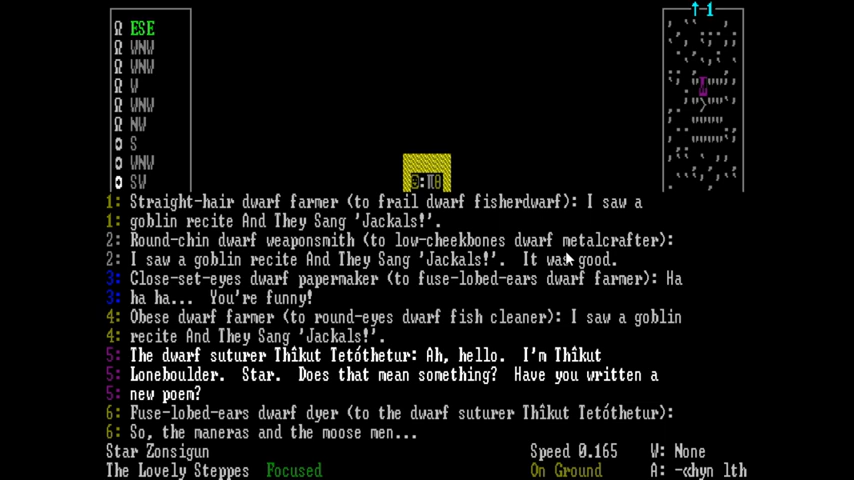 ↑ 1
Ω ESE
Ω WNW
Ω WNW
Ω W
Ω WNW
Ω NW
o S
o WNW
o SW
1: Straight-hair dwarf farmer (to frail dwarf fisherdwarf): I saw a
1: goblin recite And They Sang 'Jackals!'.
2: Round-chin dwarf weaponsmith (to low-cheekbones dwarf metalcrafter):
2: I saw a goblin recite And They Sang 'Jackals!'. It was good.
3: Close-set-eyes dwarf papermaker (to fuse-lobed-ears dwarf farmer): Ha
3: ha ha... You're funny!
4: Obese dwarf farmer (to round-eyes dwarf fish cleaner): I saw a goblin
4: recite And They Sang 'Jackals!'.
5: The dwarf suturer Thîkut Tetóthetur: Ah, hello. I'm Thîkut
5: Loneboulder. Star. Does that mean something? Have you written a
5: new poem?
6: Fuse-lobed-ears dwarf dyer (to the dwarf suturer Thîkut Tetóthetur):
6: So, the maneras and the moose men...
Star Zonsigun Speed 0.165 W: None
The Lovely Steppes Focused On Ground A: -«hyn lth